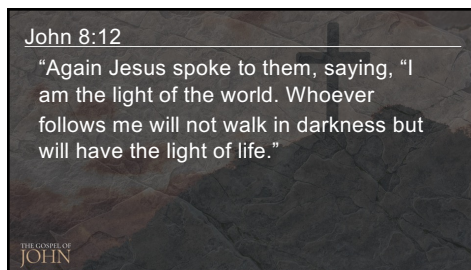 John 8:12
“Again Jesus spoke to them, saying, “I
am the light of the world. Whoever
follows me will not walk in darkness but
will have the light of life.”
THE GOSPEL OF
JOHN